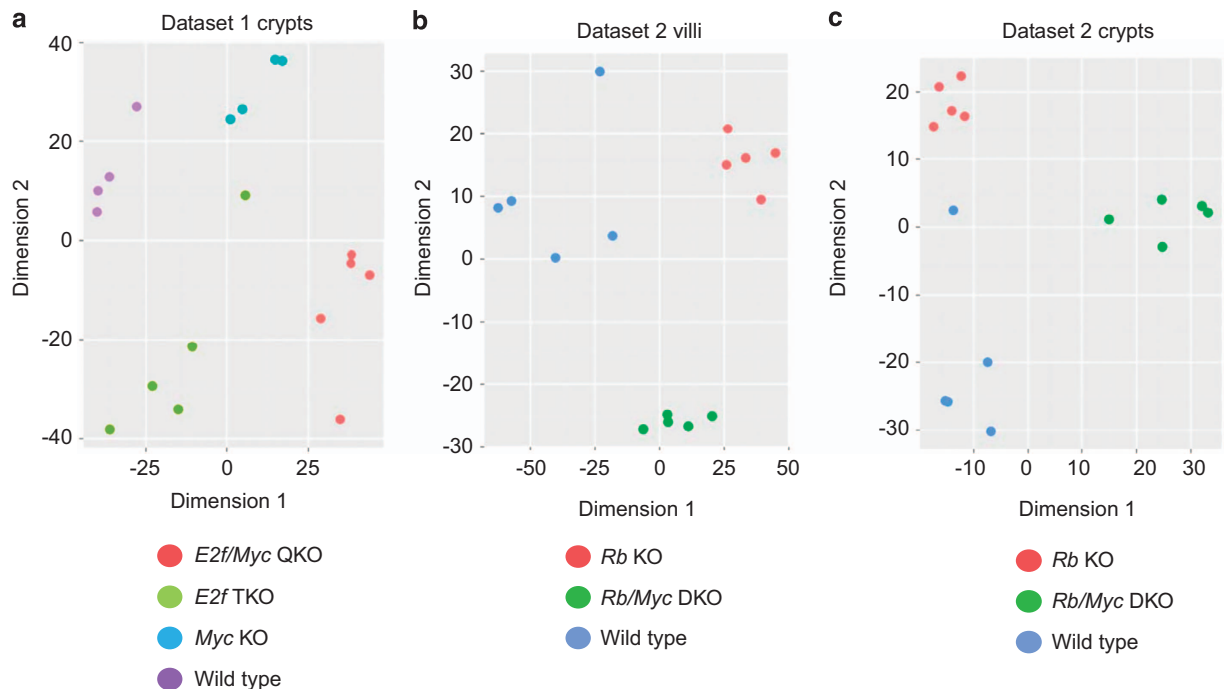 a
Dataset 1 crypts
Dimension 2
40
20
0
-20
-40
-25
0
25
Dimension 1
E2f/Myc QKO
E2f TKO
Myc KO
Wild type
b
Dataset 2 villi
Dimension 2
30
20
10
0
-10
-20
-30
-50
-25
0
25
50
Dimension 1
Rb KO
Rb/Myc DKO
Wild type
c
Dataset 2 crypts
Dimension 2
20
10
0
-10
-20
-30
-10
0
10
20
30
Dimension 1
Rb KO
Rb/Myc DKO
Wild type